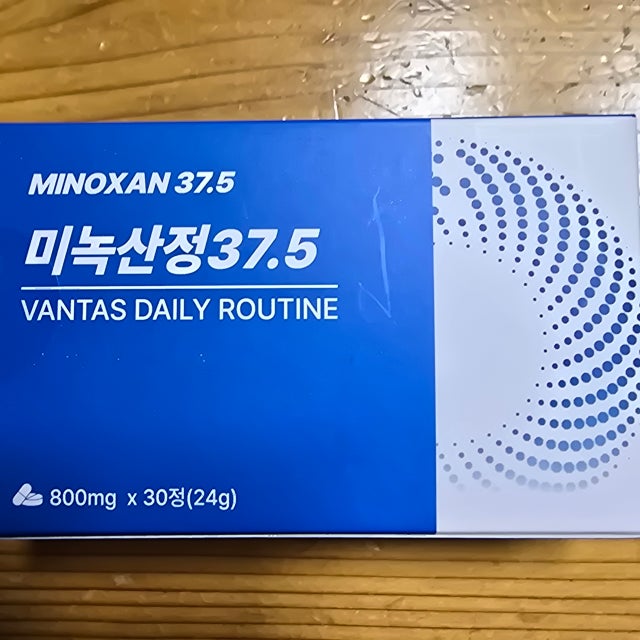 MINOXAN 37.5
미녹산정37.5
VANTAS DAILY ROUTINE
800mg x 30정(24g)